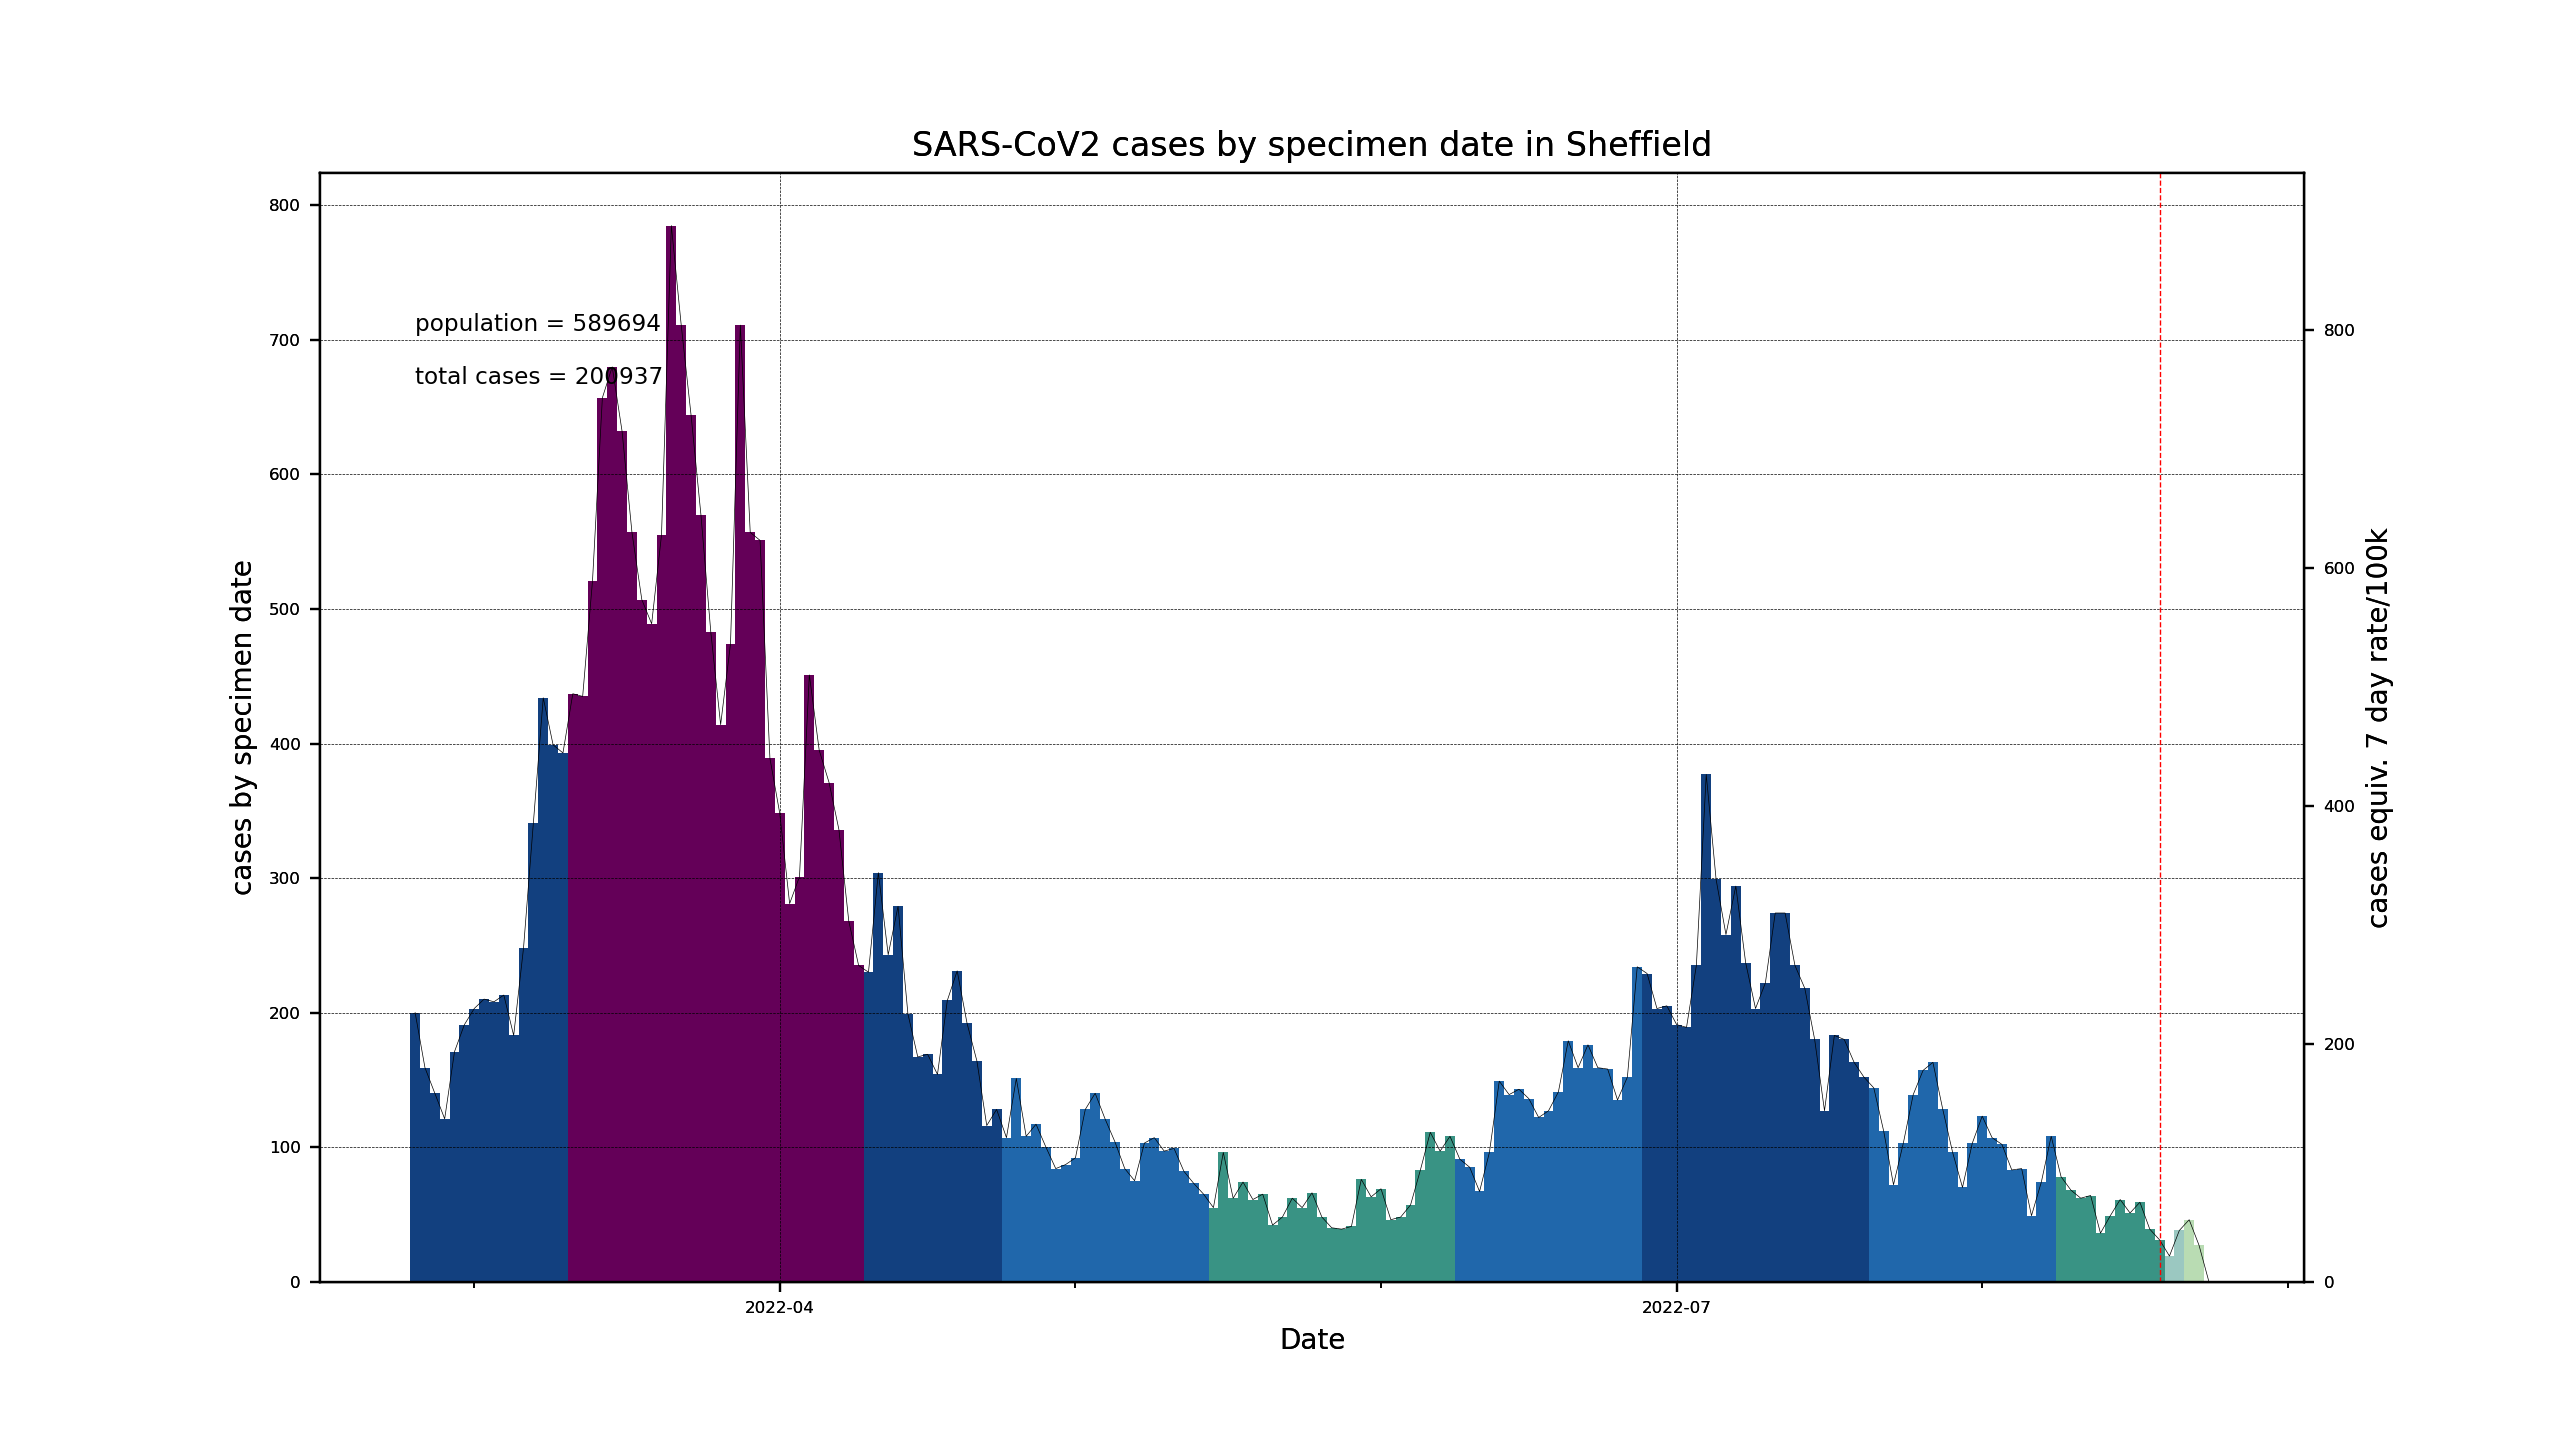 SARS-CoV2 cases by specimen date in Sheffield
800
700
600
500
400
300
200
100
0
cases by specimen date
population = 589694
total cases = 200937
800
600
400
200
0
cases equiv. 7 day rate/100k
2022-04
2022-07
Date